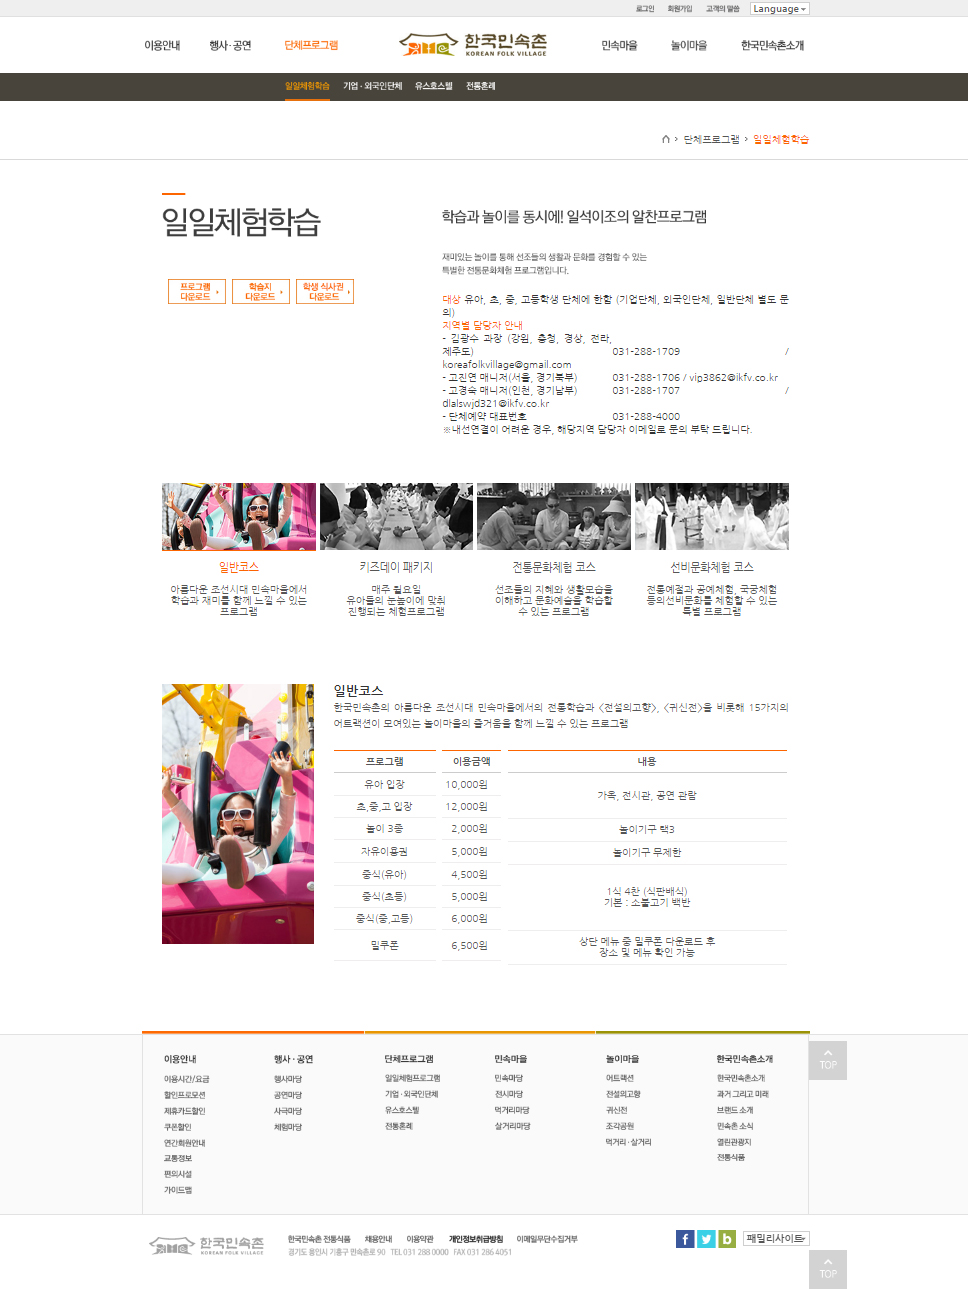 로그인 회원가입 고객의 말씀 Language
이용안내 행사 · 공연 단체프로그램 한국민속촌 민속마을 놀이마을 한국민속촌소개
KOREAN FOLK VILLAGE
일일체험학습 기업 · 외국인단체 유스호스텔 전통혼례
단체프로그램 일일체험학습
일일체험학습
학습과 놀이를 동시에! 일석이조의 알찬프로그램
재미있는 놀이를 통해 선조들의 생활과 문화를 경험할 수 있는
특별한 전통문화체험 프로그램입니다.
프로그램 다운로드
학습지 다운로드
학생 식사권 다운로드
대상 유아, 초, 중, 고등학생 단체에 한함 (기업단체, 외국인단체, 일반단체 별도 문
의)
지역별 담당자 안내
- 김광수 과장 (강원, 충청, 경상, 전라,
제주도) 031-288-1709 /
koreafolkvillage@gmail.com
- 고진연 매니저(서울, 경기북부) 031-288-1706 / vip3862@ikfv.co.kr
- 고경숙 매니저(인천, 경기남부) 031-288-1707 /
dlalswjd321@ikfv.co.kr
- 단체예약 대표번호 031-288-4000
※내선연결이 어려운 경우, 해당지역 담당자 이메일로 문의 부탁 드립니다.
일반코스
아름다운 조선시대 민속마을에서
학습과 재미를 함께 느낄 수 있는
프로그램
키즈데이 패키지
매주 월요일
유아들의 눈높이에 맞춰
진행되는 체험프로그램
전통문화체험 코스
선조들의 지혜와 생활모습을
이해하고 문화예술을 학습할
수 있는 프로그램
선비문화체험 코스
전통예절과 공예체험, 국궁체험
등의선비문화를 체험할 수 있는
특별 프로그램
일반코스
한국민속촌의 아름다운 조선시대 민속마을에서의 전통학습과 <전설의고향>, <귀신전>을 비롯해 15가지의
어트랙션이 모여있는 놀이마을의 즐거움을 함께 느낄 수 있는 프로그램
프로그램 이용금액 내용
유아 입장 10,000원 가옥, 전시관, 공연 관람
초,중,고 입장 12,000원
놀이 3종 2,000원 놀이기구 택3
자유이용권 5,000원 놀이기구 무제한
중식(유아) 4,500원
중식(초등) 5,000원 1식 4찬 (식판배식)
기본 : 소불고기 백반
중식(중,고등) 6,000원
밀쿠폰 6,500원 상단 메뉴 중 밀쿠폰 다운로드 후
장소 및 메뉴 확인 가능
이용안내
이용시간/요금
할인프로모션
제휴카드할인
쿠폰할인
연간회원안내
교통정보
편의시설
가이드맵
행사 · 공연
행사마당
공연마당
사극마당
체험마당
단체프로그램
일일체험프로그램
기업 · 외국인단체
유스호스텔
전통혼례
민속마을
민속마당
전시마당
먹거리마당
살거리마당
놀이마을
어트랙션
전설의고향
귀신전
조각공원
먹거리 · 살거리
한국민속촌소개
한국민속촌소개
과거 그리고 미래
브랜드 소개
민속촌 소식
열린관광지
전통식품
TOP
한국민속촌
KOREAN FOLK VILLAGE
한국민속촌 전통식품 채용안내 이용약관 개인정보취급방침 이메일무단수집거부
경기도 용인시 기흥구 민속촌로 90 TEL 031 288 0000 FAX 031 286 4051
f b 패밀리사이트
TOP